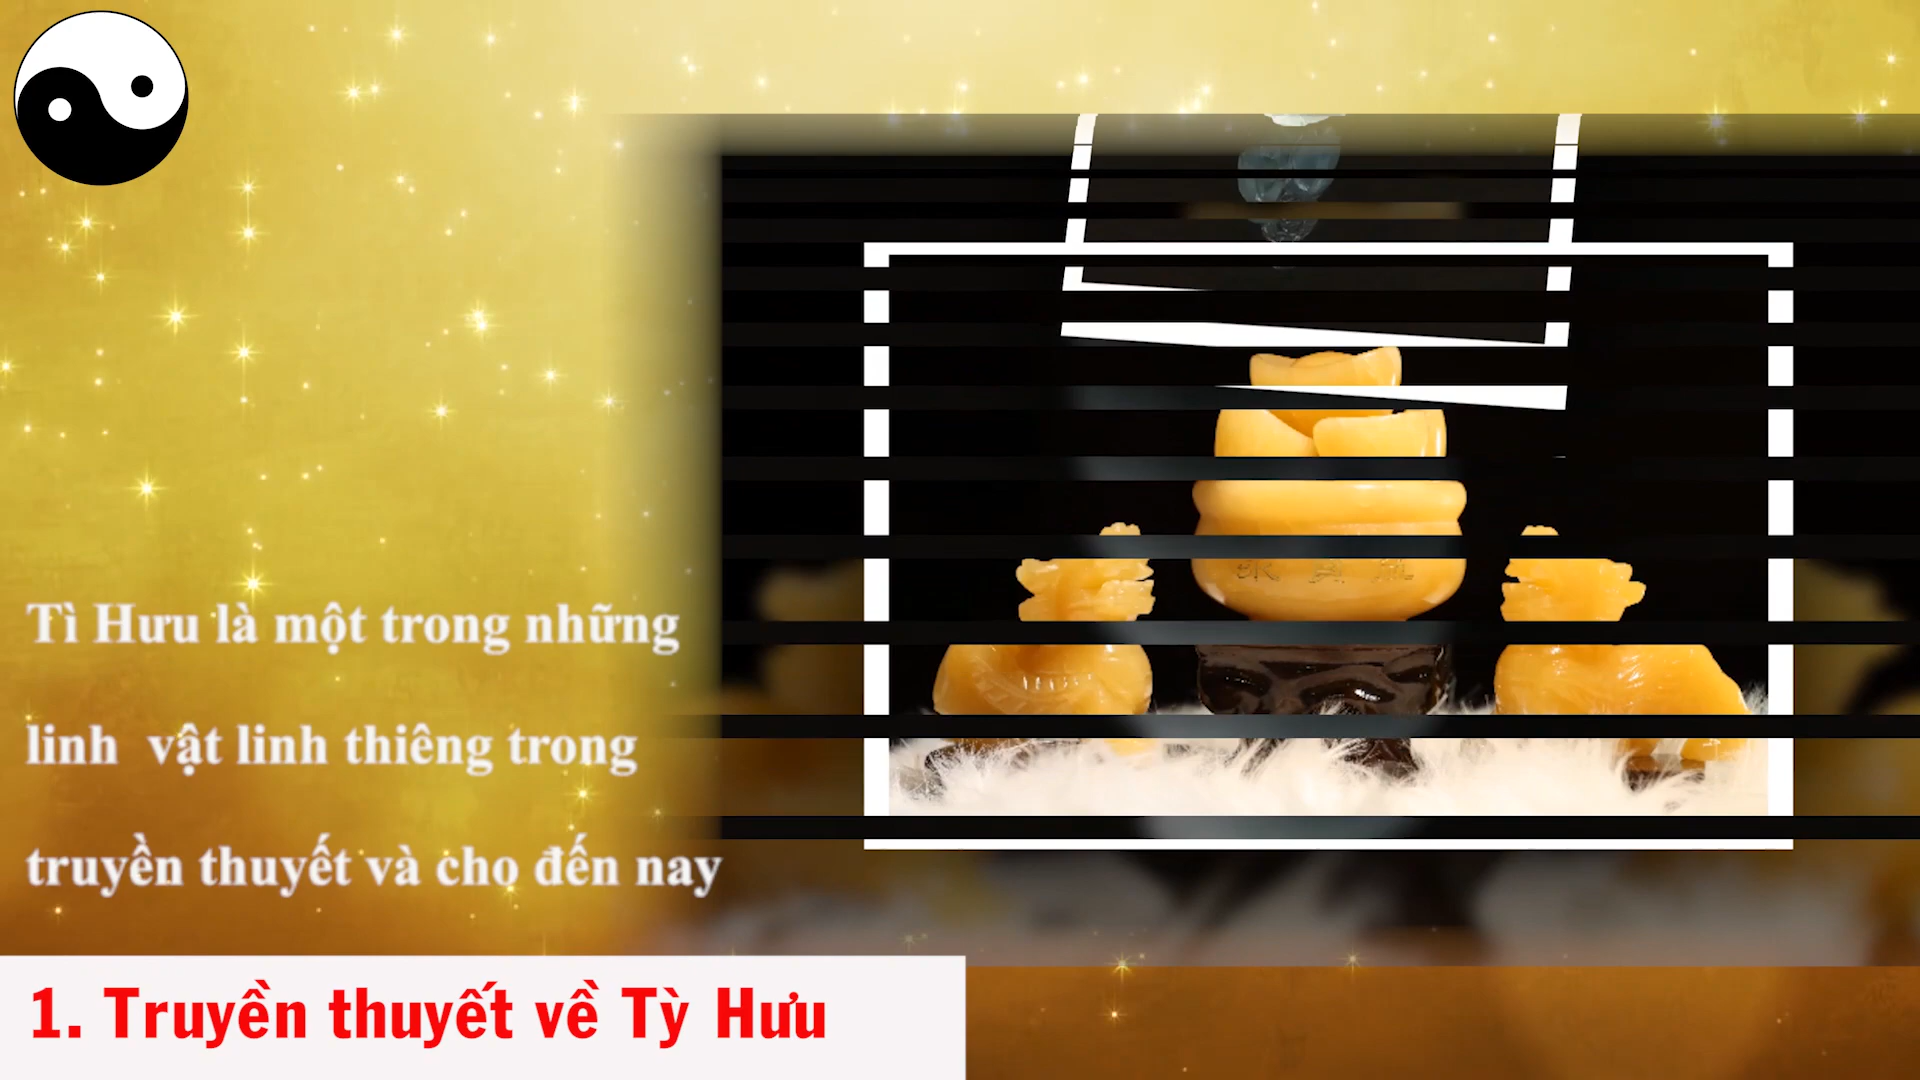 Tì Hưu là một trong những
linh vật linh thiêng trong
truyền thuyết và cho đến nay
1. Truyền thuyết về Tỳ Hưu